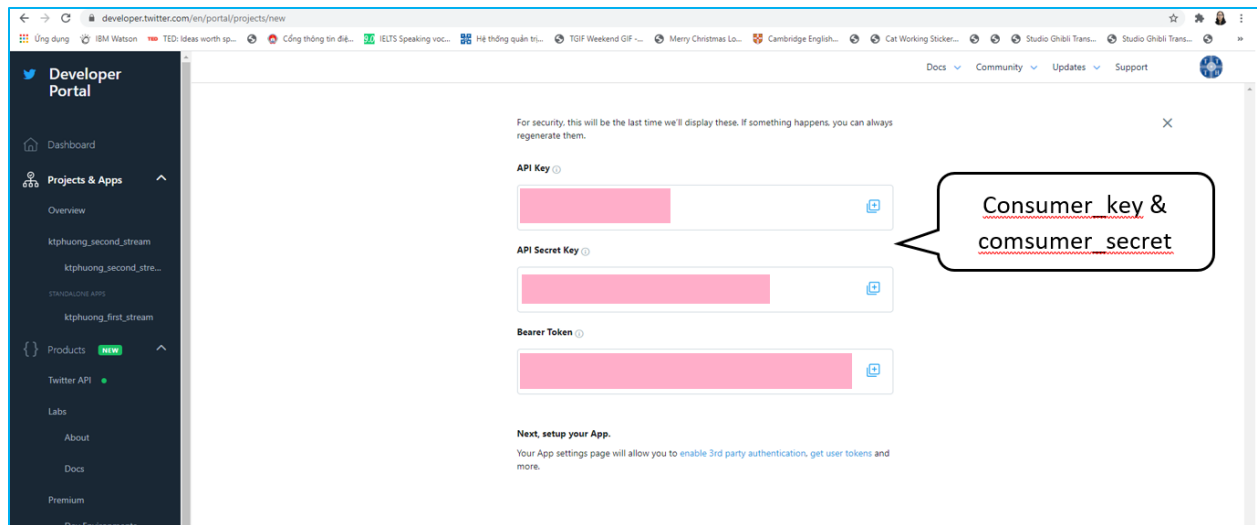 developer.twitter.com/en/portal/projects/new
Ứng dụng IBM Watson TED: Ideas worth sp... Cổng thông tin điệ... 9.0 IELTS Speaking voc... Hệ thống quản trị... TGIF Weekend GIF -... Merry Christmas Lo... Cambridge English... Cat Working Sticker... Studio Ghibli Trans... Studio Ghibli Trans... »
Developer
Portal
Docs Community Updates Support
Dashboard
Projects & Apps
Overview
ktphuong_second_stream
ktphuong_second_stre...
STANDALONE APPS
ktphuong_first_stream
{ } Products NEW
Twitter API
Labs
About
Docs
Premium
Dev Environments
For security, this will be the last time we'll display these. If something happens, you can always
regenerate them.
API Key
API Secret Key
Bearer Token
Next, setup your App.
Your App settings page will allow you to enable 3rd party authentication, get user tokens and
more.
Consumer_key &
comsumer_secret